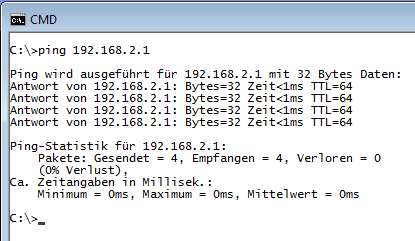 CMD
C:\>ping 192.168.2.1
Ping wird ausgeführt für 192.168.2.1 mit 32 Bytes Daten:
Antwort von 192.168.2.1: Bytes=32 Zeit<1ms TTL=64
Antwort von 192.168.2.1: Bytes=32 Zeit<1ms TTL=64
Antwort von 192.168.2.1: Bytes=32 Zeit<1ms TTL=64
Antwort von 192.168.2.1: Bytes=32 Zeit<1ms TTL=64
Ping-Statistik für 192.168.2.1:
    Pakete: Gesendet = 4, Empfangen = 4, Verloren = 0
    (0% Verlust),
Ca. Zeitangaben in Millisek.:
    Minimum = 0ms, Maximum = 0ms, Mittelwert = 0ms
C:\>_